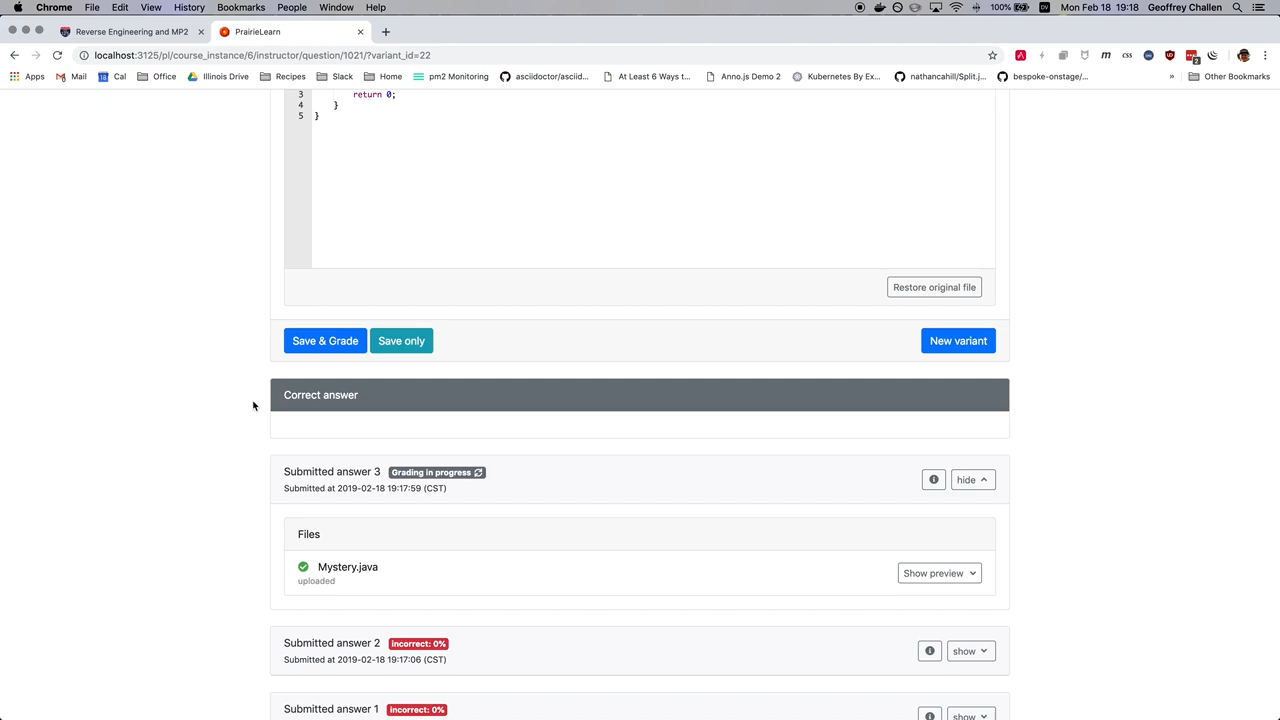 Chrome File Edit View History Bookmarks People Window Help 100% Mon Feb 18 19:18 Geoffrey Challen
Reverse Engineering and MP2 PrairieLearn
localhost:3125/pl/course_instance/6/instructor/question/1021/?variant_id=22
Apps Mail Cal Office Illinois Drive Recipes Slack Home pm2 Monitoring asciidoctor/asciid... At Least 6 Ways t... Anno.js Demo 2 Kubernetes By Ex... nathancahill/Split.j... bespoke-onstage/... » Other Bookmarks
3 return 0;
4 }
5 }
Restore original file
Save & Grade Save only New variant
Correct answer
Submitted answer 3 Grading in progress hide
Submitted at 2019-02-18 19:17:59 (CST)
Files
Mystery.java Show preview
uploaded
Submitted answer 2 incorrect: 0% show
Submitted at 2019-02-18 19:17:06 (CST)
Submitted answer 1 incorrect: 0% show